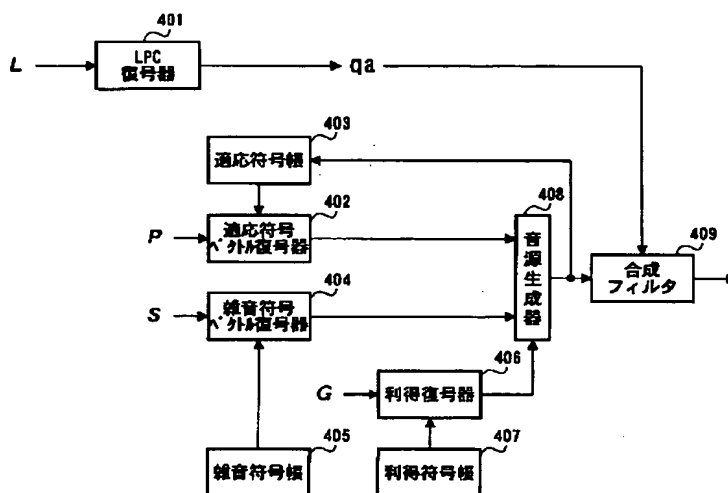 401
L
LPC
復号器
qa
403
適応符号帳
402
408
P
適応符号
ベクトル復号器
音源生成器
409
合成
フィルタ
404
S
雑音符号
ベクトル復号器
406
G
利得復号器
405
407
雑音符号帳
利得符号帳